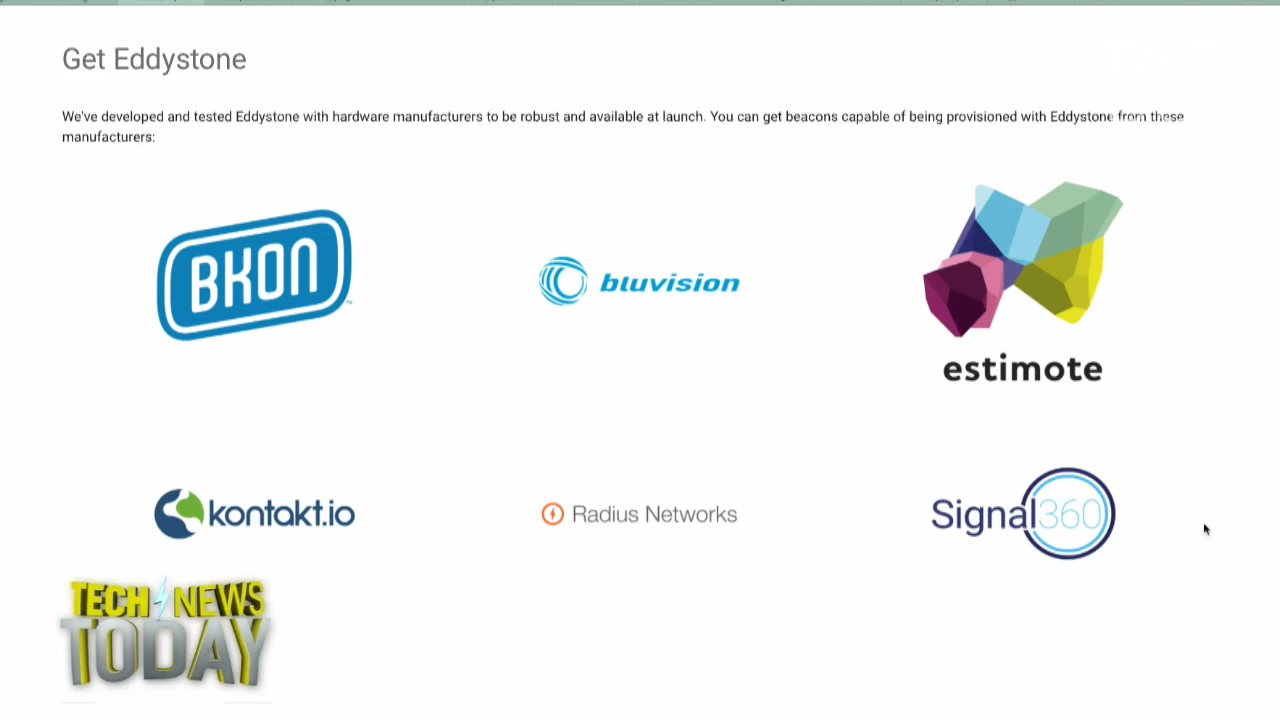 Get Eddystone
TWiT
We've developed and tested Eddystone with hardware manufacturers to be robust and available at launch. You can get beacons capable of being provisioned with Eddystone from these
manufacturers:
BKON
bluvision
estimote
kontakt.io
Radius Networks
Signal360
TECH NEWS
TODAY